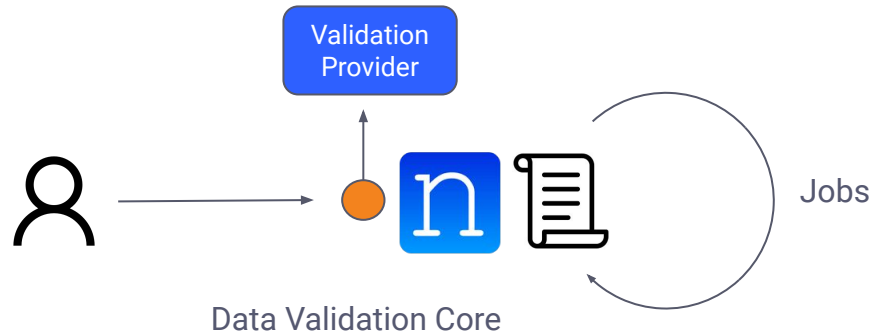 Validation
Provider
n
Jobs
Data Validation Core